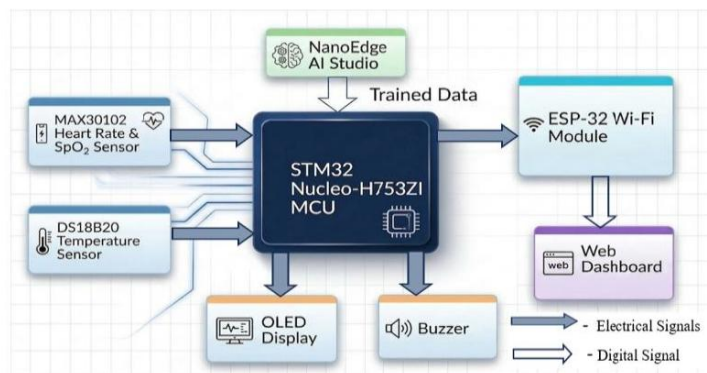 NanoEdge
AI Studio
Trained Data
MAX30102
Heart Rate &
SpO₂ Sensor
ESP-32 Wi-Fi
Module
STM32
Nucleo-H753ZI
MCU
DS18B20
Temperature
Sensor
web
Web
Dashboard
OLED
Display
Buzzer
- Electrical Signals
- Digital Signal